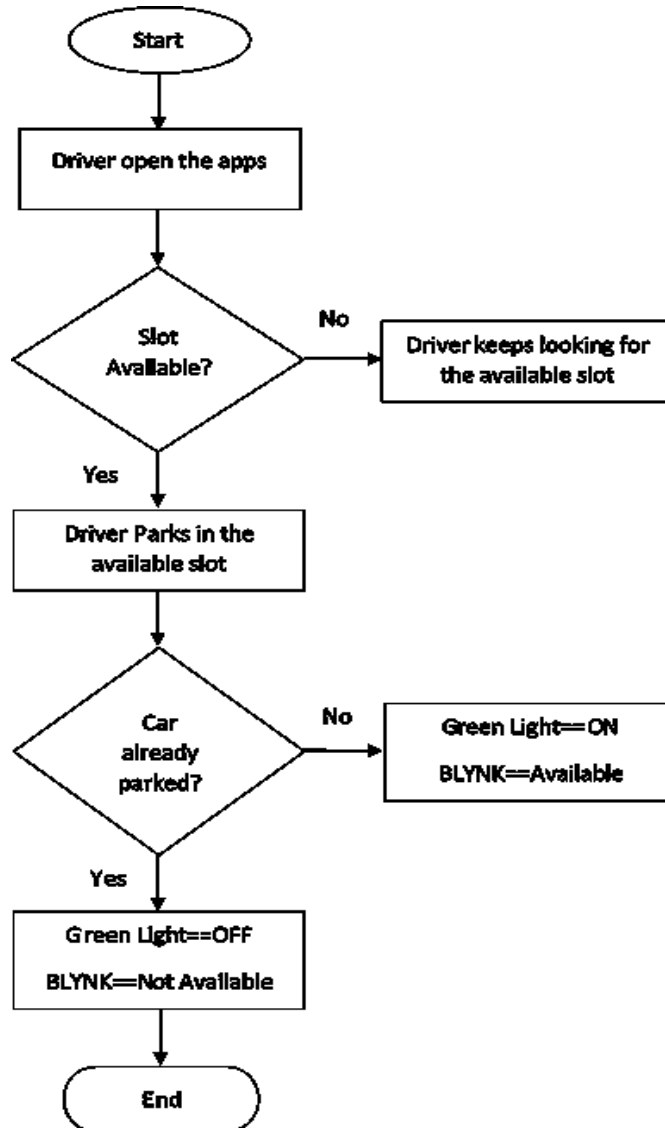 Start
Driver open the apps
Slot
Available?
No
Driver keeps looking for
the available slot
Yes
Driver Parks in the
available slot
Car
already
parked?
No
Green Light==ON
BLYNK==Available
Yes
Green Light==OFF
BLYNK==Not Available
End